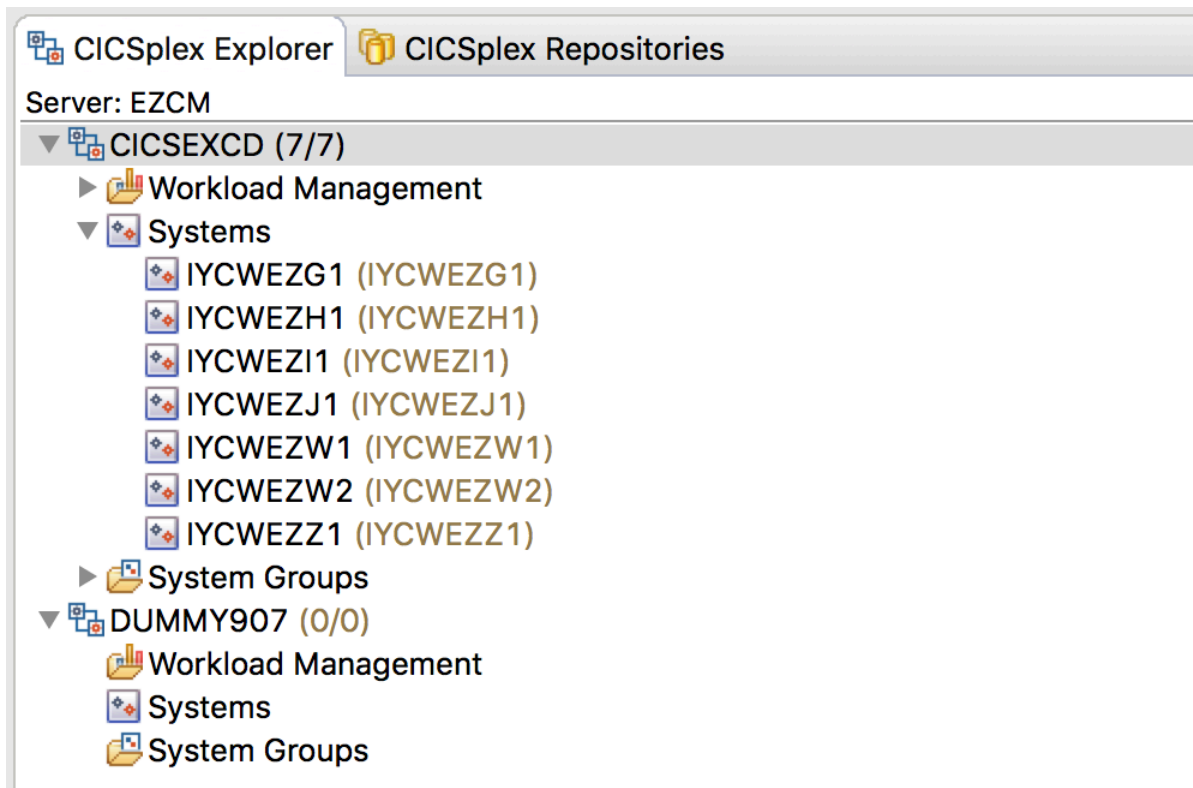 CICSplex Explorer CICSplex Repositories
Server: EZCM
CICSEXCD (7/7)
Workload Management
Systems
IYCWEZG1 (IYCWEZG1)
IYCWEZH1 (IYCWEZH1)
IYCWEZI1 (IYCWEZI1)
IYCWEZJ1 (IYCWEZJ1)
IYCWEZW1 (IYCWEZW1)
IYCWEZW2 (IYCWEZW2)
IYCWEZZ1 (IYCWEZZ1)
System Groups
DUMMY907 (0/0)
Workload Management
Systems
System Groups